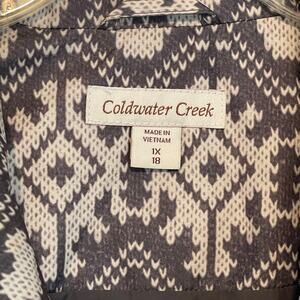 Coldwater Creek
MADE IN
VIETNAM
1X
18